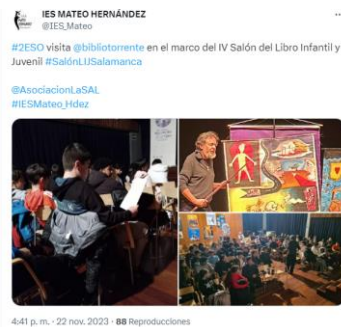 IES MATEO HERNÁNDEZ
@IES_Mateo
#2ESO visita @bibliotorrente en el marco del IV Salón del Libro Infantil y
Juvenil #SalónLIJSalamanca
@AsociacionLaSAL
#IESMateo_Hdez
4:41 p. m. · 22 nov. 2023 · 88 Reproducciones